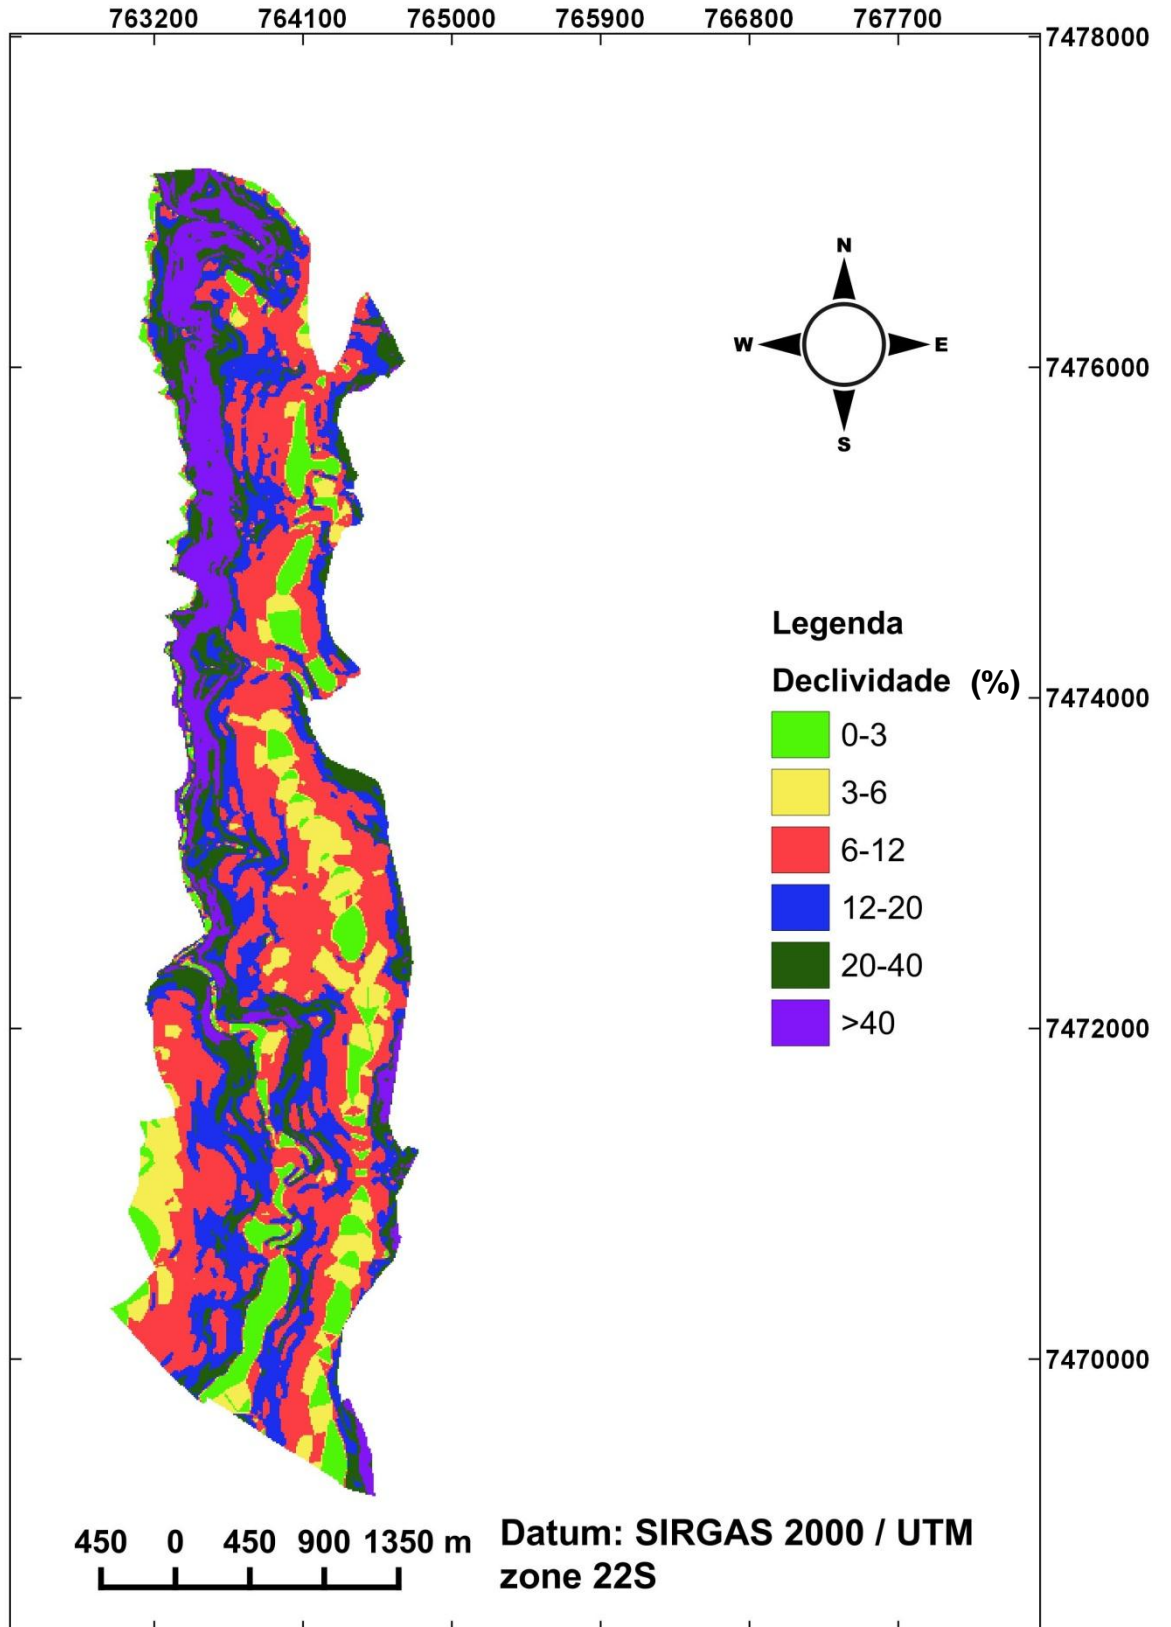 763200 764100 765000 765900 766800 767700
7478000
N
W E
S
7476000
Legenda
Declividade (%)
7474000
0-3
3-6
6-12
12-20
20-40
>40
7472000
7470000
450 0 450 900 1350 m
Datum: SIRGAS 2000 / UTM
zone 22S